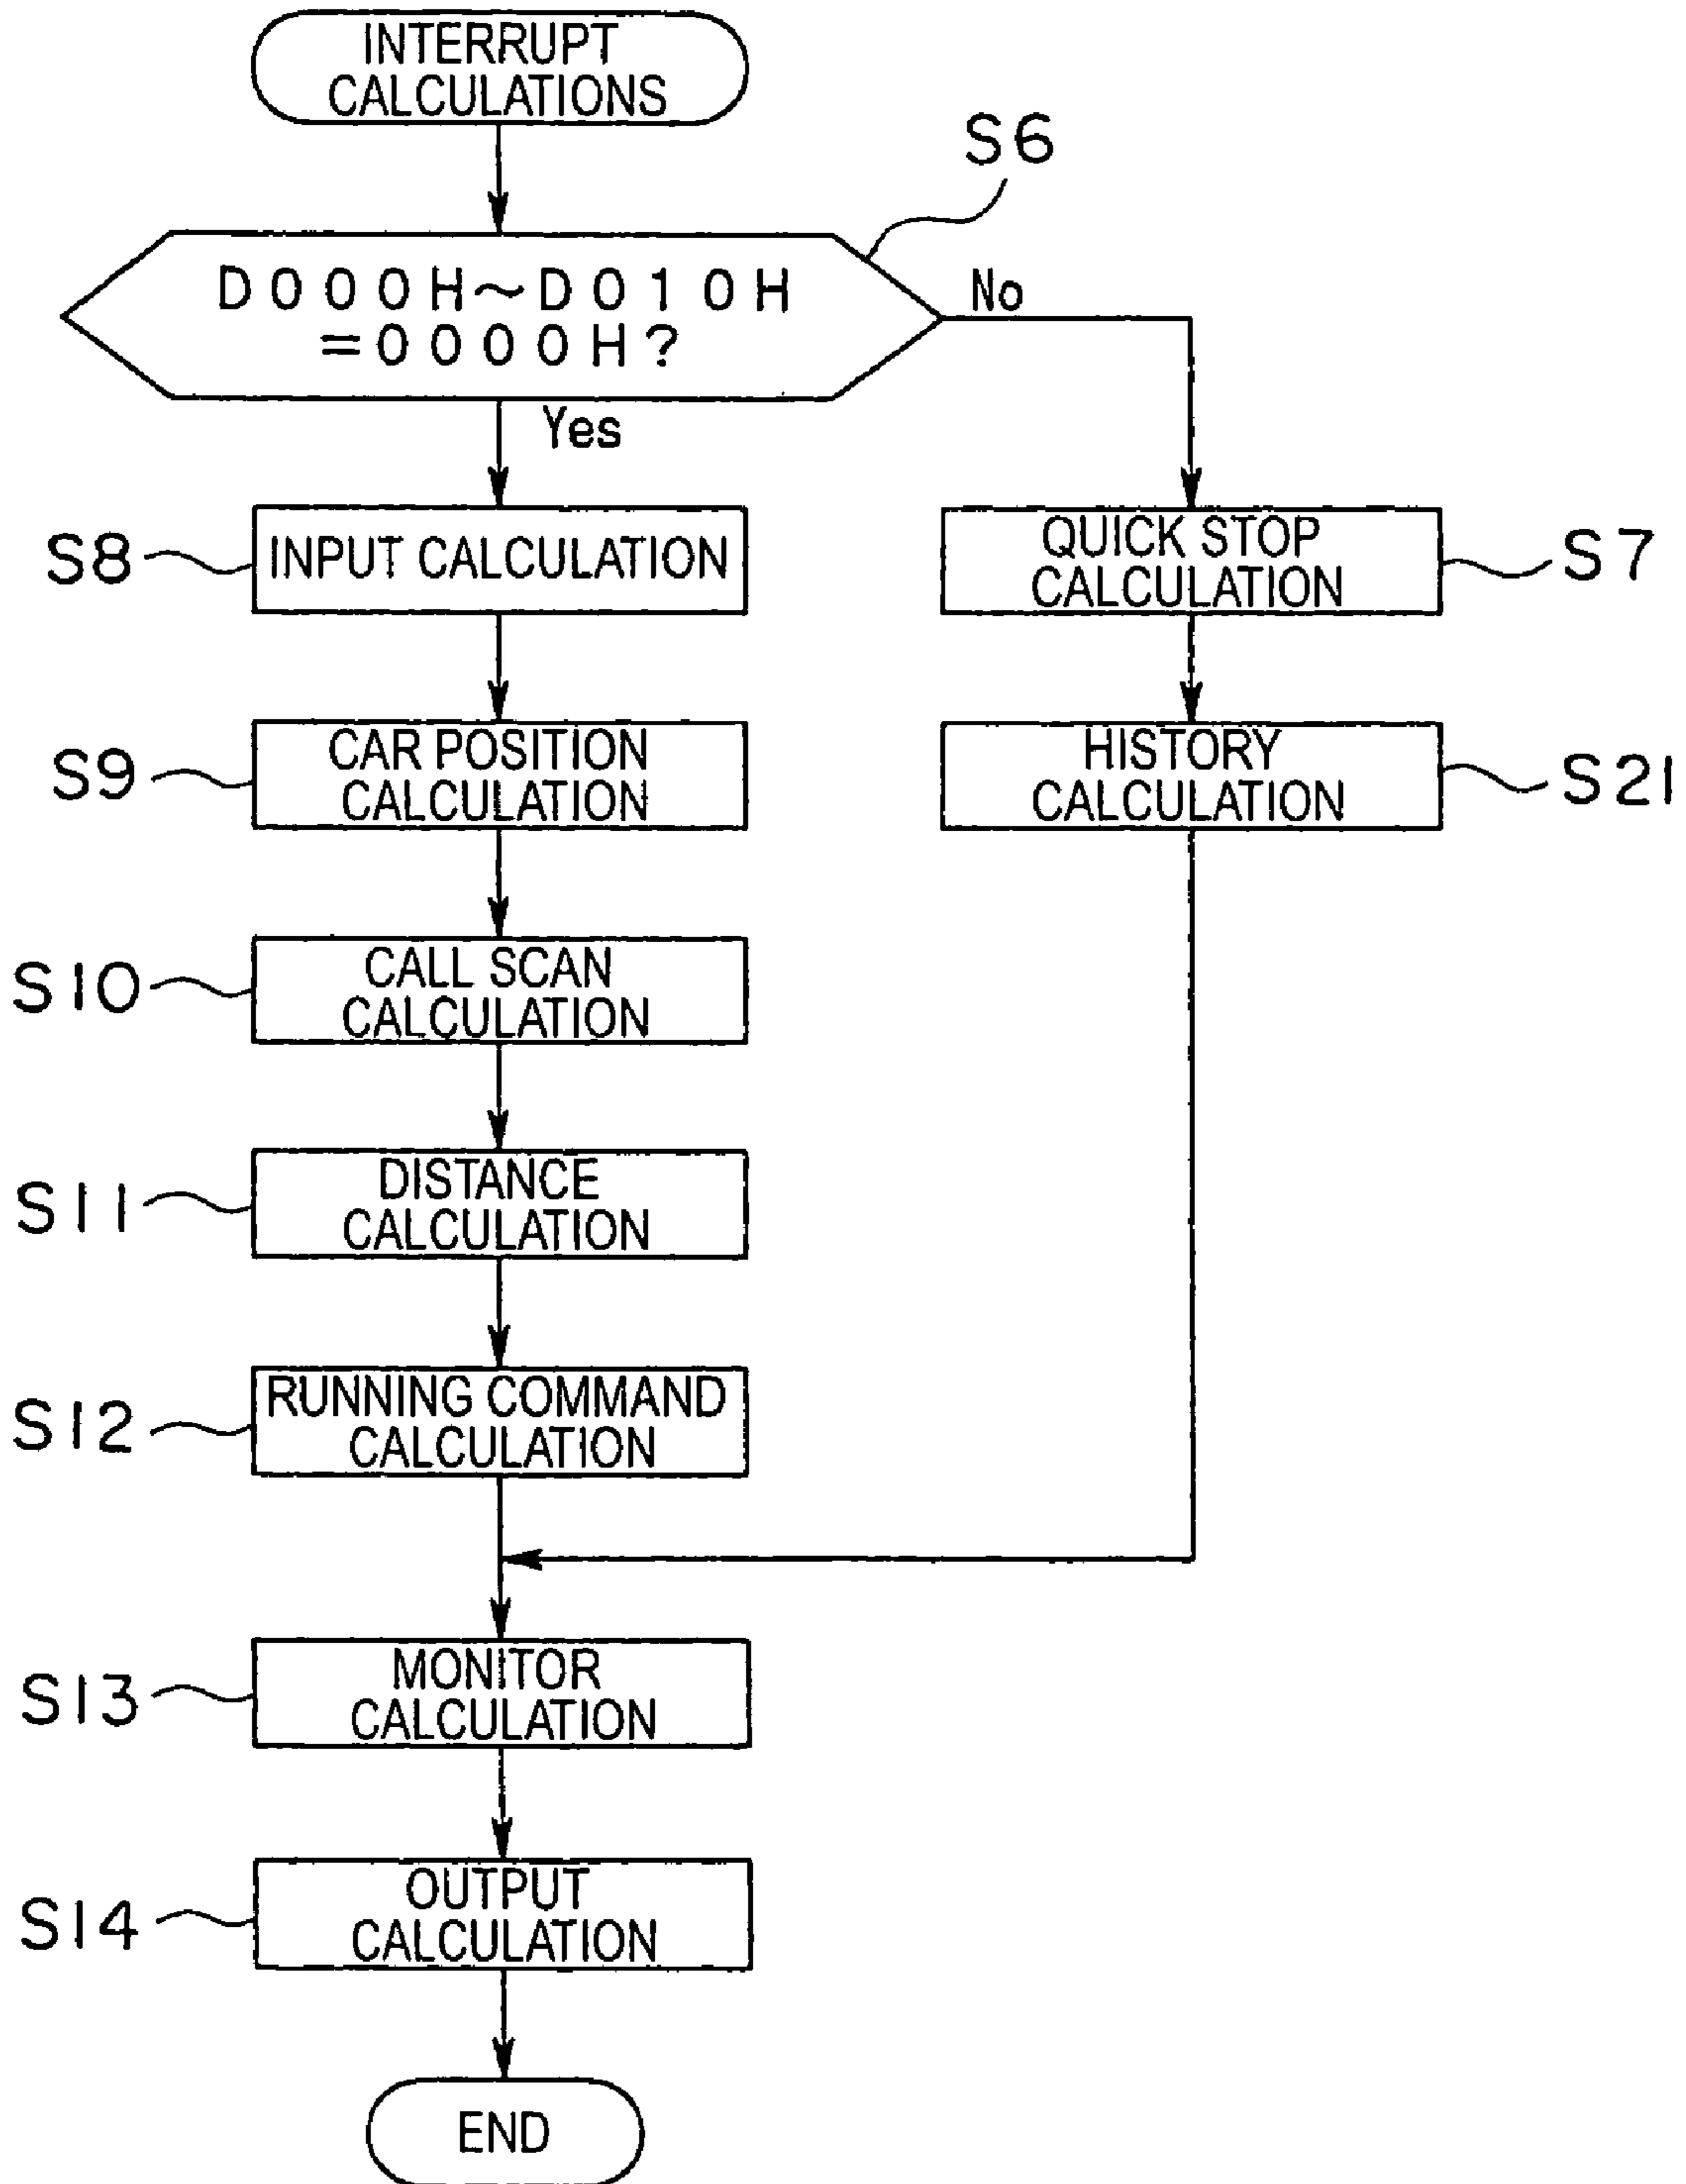 INTERRUPT
CALCULATIONS
S6
D000H~D010H
=0000H?
No
Yes
S8
INPUT CALCULATION
QUICK STOP
CALCULATION
S7
S9
CAR POSITION
CALCULATION
HISTORY
CALCULATION
S21
S10
CALL SCAN
CALCULATION
S11
DISTANCE
CALCULATION
S12
RUNNING COMMAND
CALCULATION
S13
MONITOR
CALCULATION
S14
OUTPUT
CALCULATION
END